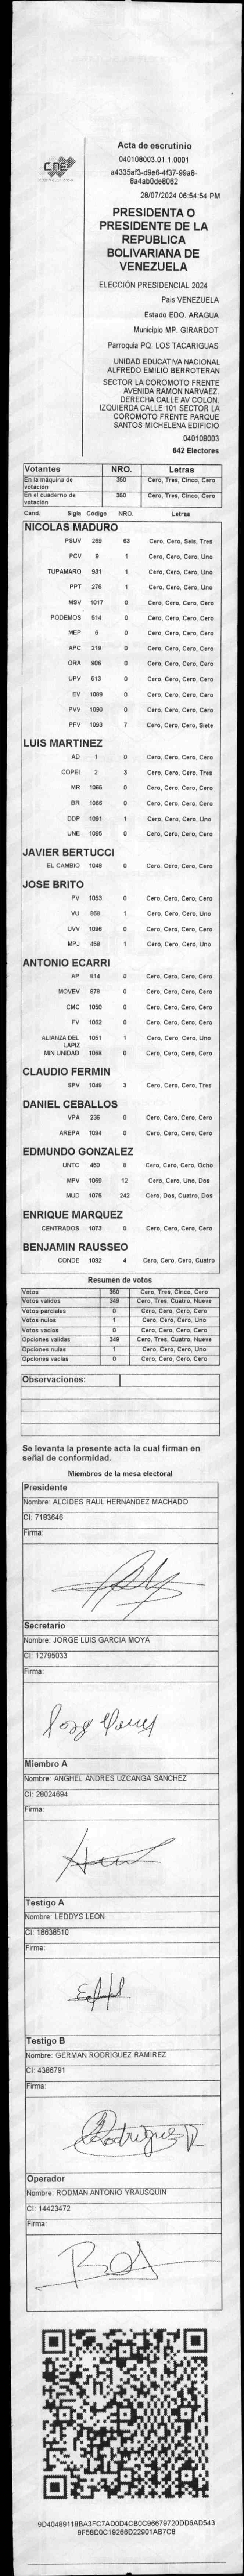 CNE
Acta de escrutinio
040108003.01.1.0001
a4335af3-d9e6-4f37-99a8-
8a4ab0de8062
28/07/2024 06:54:54 PM
PRESIDENTA O
PRESIDENTE DE LA
REPUBLICA
BOLIVARIANA DE
VENEZUELA
ELECCIÓN PRESIDENCIAL 2024
Pais VENEZUELA
Estado EDO. ARAGUA
Municipio MP. GIRARDOT
Parroquia PQ. LOS TACARIGUAS
UNIDAD EDUCATIVA NACIONAL
ALFREDO EMILIO BERROTERAN
SECTOR LA COROMOTO FRENTE
AVENIDA RAMON NARVAEZ.
DERECHA CALLE AV COLON.
IZQUIERDA CALLE 101 SECTOR LA
COROMOTO FRENTE PARQUE
SANTOS MICHELENA EDIFICIO
040108003
642 Electores
Votantes NRO. Letras
En la máquina de votación 350 Cero, Tres, Cinco, Cero
En el cuaderno de votación 350 Cero, Tres, Cinco, Cero
Cand. Sigla Código NRO. Letras
NICOLAS MADURO
PSUV 269 63 Cero, Cero, Seis, Tres
PCV 9 1 Cero, Cero, Cero, Uno
TUPAMARO 931 1 Cero, Cero, Cero, Uno
PPT 276 1 Cero, Cero, Cero, Uno
MSV 1017 0 Cero, Cero, Cero, Cero
PODEMOS 514 0 Cero, Cero, Cero, Cero
MEP 6 0 Cero, Cero, Cero, Cero
APC 219 0 Cero, Cero, Cero, Cero
ORA 906 0 Cero, Cero, Cero, Cero
UPV 613 0 Cero, Cero, Cero, Cero
EV 1089 0 Cero, Cero, Cero, Cero
PVV 1090 0 Cero, Cero, Cero, Cero
PFV 1093 7 Cero, Cero, Cero, Siete
LUIS MARTINEZ
AD 1 0 Cero, Cero, Cero, Cero
COPEI 2 3 Cero, Cero, Cero, Tres
MR 1065 0 Cero, Cero, Cero, Cero
BR 1066 0 Cero, Cero, Cero, Cero
DDP 1091 1 Cero, Cero, Cero, Uno
UNE 1095 0 Cero, Cero, Cero, Cero
JAVIER BERTUCCI
EL CAMBIO 1049 0 Cero, Cero, Cero, Cero
JOSE BRITO
PV 1053 0 Cero, Cero, Cero, Cero
VU 868 1 Cero, Cero, Cero, Uno
UVV 1096 0 Cero, Cero, Cero, Cero
MPJ 458 1 Cero, Cero, Cero, Uno
ANTONIO ECARRI
AP 814 0 Cero, Cero, Cero, Cero
MOVEV 878 0 Cero, Cero, Cero, Cero
CMC 1050 0 Cero, Cero, Cero, Cero
FV 1062 0 Cero, Cero, Cero, Cero
ALIANZA DEL LAPIZ 1061 1 Cero, Cero, Cero, Uno
MIN UNIDAD 1068 0 Cero, Cero, Cero, Cero
CLAUDIO FERMIN
SPV 1046 3 Cero, Cero, Cero, Tres
DANIEL CEBALLOS
VPA 236 0 Cero, Cero, Cero, Cero
AREPA 1094 0 Cero, Cero, Cero, Cero
EDMUNDO GONZALEZ
UNTC 460 8 Cero, Cero, Cero, Ocho
MPV 1069 12 Cero, Cero, Uno, Dos
MUD 1075 242 Cero, Dos, Cuatro, Dos
ENRIQUE MARQUEZ
CENTRADOS 1073 0 Cero, Cero, Cero, Cero
BENJAMIN RAUSSEO
CONDE 1082 4 Cero, Cero, Cero, Cuatro
Resumen de votos
Votos 350 Cero, Tres, Cinco, Cero
Votos validos 349 Cero, Tres, Cuatro, Nueve
Votos parciales 0 Cero, Cero, Cero, Cero
Votos nulos 1 Cero, Cero, Cero, Uno
Votos vacios 0 Cero, Cero, Cero, Cero
Opciones validas 349 Cero, Tres, Cuatro, Nueve
Opciones nulas 1 Cero, Cero, Cero, Uno
Opciones vacias 0 Cero, Cero, Cero, Cero
Observaciones:
Se levanta la presente acta la cual firman en
señal de conformidad.
Miembros de la mesa electoral
Presidente
Nombre: ALCIDES RAUL HERNANDEZ MACHADO
CI: 7183646
Firma:
Secretario
Nombre: JORGE LUIS GARCIA MOYA
CI: 12795033
Firma:
Miembro A
Nombre: ANGHEL ANDRES UZCANGA SANCHEZ
CI: 28024694
Firma:
Testigo A
Nombre: LEDDYS LEON
CI: 18638510
Firma:
Testigo B
Nombre: GERMAN RODRIGUEZ RAMIREZ
CI: 4386791
Firma:
Rodriguez R
Operador
Nombre: RODMAN ANTONIO YRAUSQUIN
CI: 14423472
Firma:
9D404891188A3FC7AD0D4CB0C96679720DD6AD543
9F58D0C19266D22901AB7C8